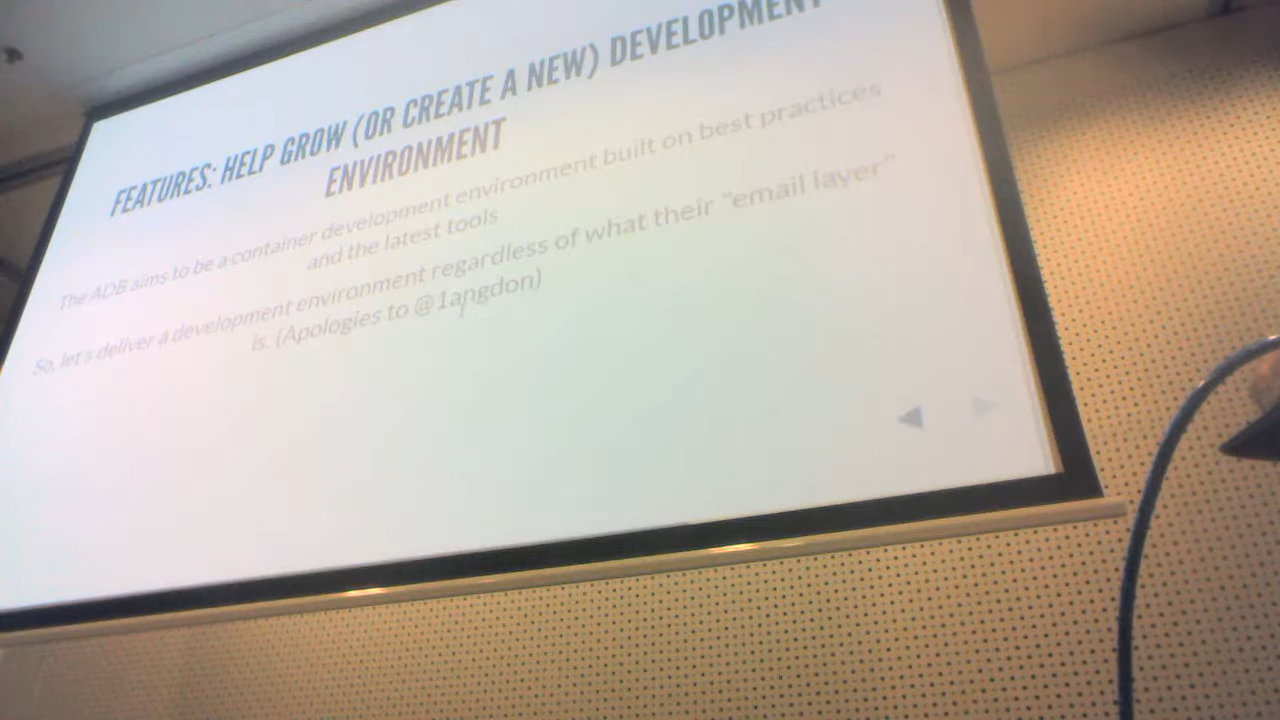 FEATURES: HELP GROW (OR CREATE A NEW) DEVELOPMENT
ENVIRONMENT
The ADB aims to be a container development environment built on best practices
and the latest tools
So, let's deliver a development environment regardless of what their "email layer"
is. (Apologies to @1angdon)